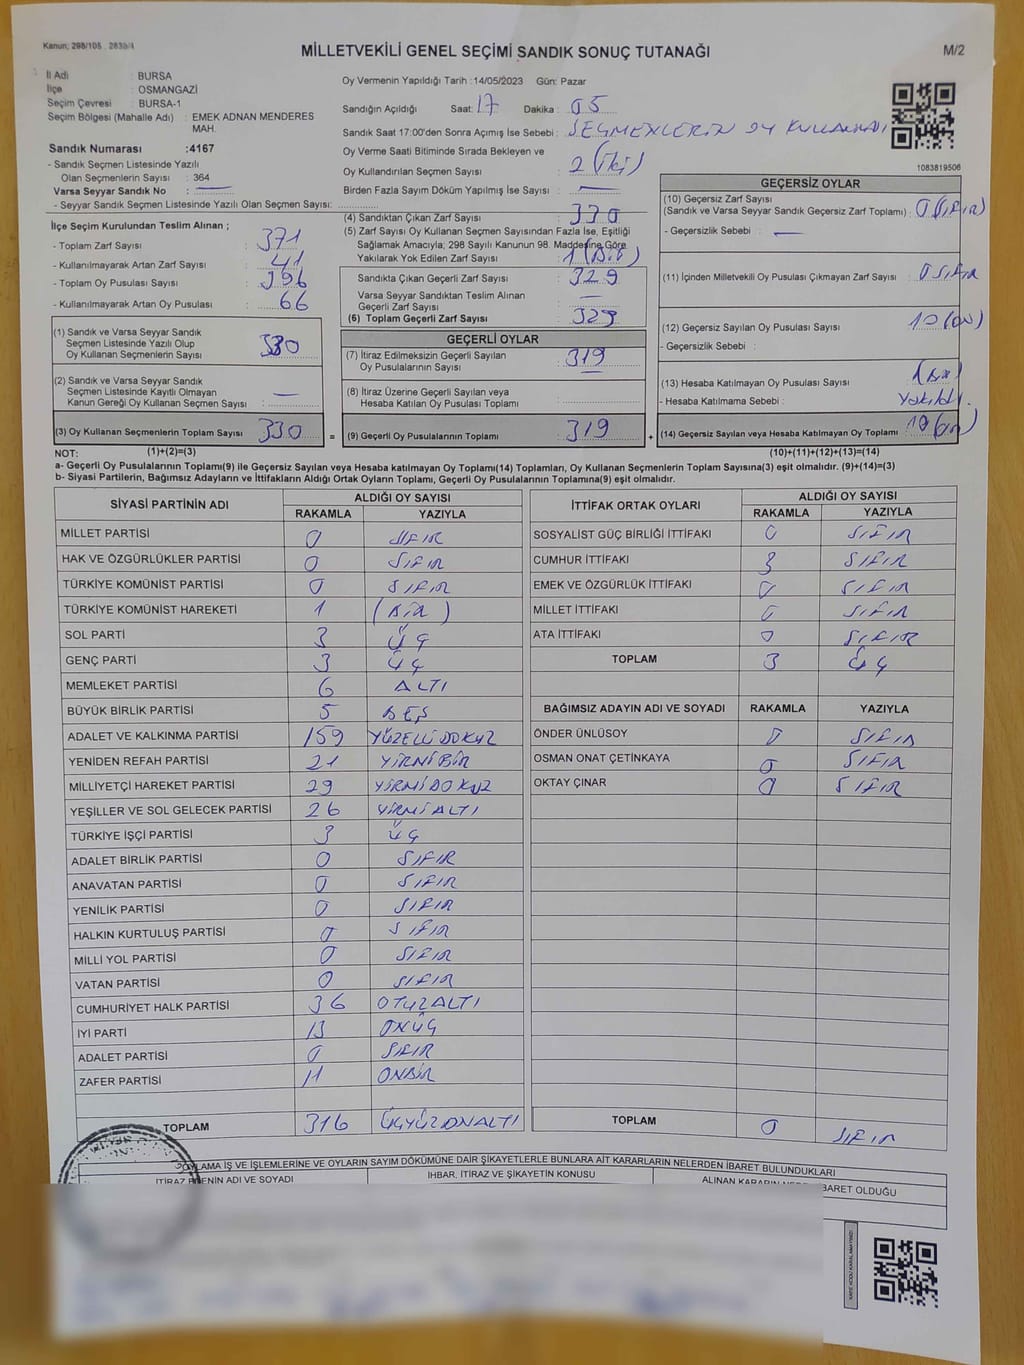 Kanun; 298/105 . 2839/4
MİLLETVEKİLİ GENEL SEÇİMİ SANDIK SONUÇ TUTANAĞI
M/2
İl Adı : BURSA
İlçe : OSMANGAZİ
Seçim Çevresi : BURSA-1
Seçim Bölgesi (Mahalle Adı) : EMEK ADNAN MENDERES MAH.
Sandık Numarası :4167
- Sandık Seçmen Listesinde Yazılı
Olan Seçmenlerin Sayısı : 364
Varsa Seyyar Sandık No :
- Seyyar Sandık Seçmen Listesinde Yazılı Olan Seçmen Sayısı:
Oy Vermenin Yapıldığı Tarih :14/05/2023 Gün: Pazar
Sandığın Açıldığı Saat: 17 Dakika : 05
Sandık Saat 17:00'den Sonra Açımış İse Sebebi : SEÇMENLERİN OY KULLANMASI
Oy Verme Saati Bitiminde Sırada Bekleyen ve
Oy Kullandırılan Seçmen Sayısı : 2 (iki)
Birden Fazla Sayım Döküm Yapılmış İse Sayısı : —
1083819506
İlçe Seçim Kurulundan Teslim Alınan ;
- Toplam Zarf Sayısı : 371
- Kullanılmayarak Artan Zarf Sayısı : 41
- Toplam Oy Pusulası Sayısı : 396
- Kullanılmayarak Artan Oy Pusulası : 66
(1) Sandık ve Varsa Seyyar Sandık
Seçmen Listesinde Yazılı Olup
Oy Kullanan Seçmenlerin Sayısı : 330
(2) Sandık ve Varsa Seyyar Sandık
Seçmen Listesinde Kayıtlı Olmayan
Kanun Gereği Oy Kullanan Seçmen Sayısı : —
(3) Oy Kullanan Seçmenlerin Toplam Sayısı 330 =
(4) Sandıktan Çıkan Zarf Sayısı : 330
(5) Zarf Sayısı Oy Kullanan Seçmen Sayısından Fazla İse, Eşitliği
Sağlamak Amacıyla; 298 Sayılı Kanunun 98. Maddesine Göre
Yakılarak Yok Edilen Zarf Sayısı : 1 (Bir)
Sandıkta Çıkan Geçerli Zarf Sayısı : 329
Varsa Seyyar Sandıktan Teslim Alınan
Geçerli Zarf Sayısı : —
(6) Toplam Geçerli Zarf Sayısı : 329
GEÇERLİ OYLAR
(7) İtiraz Edilmeksizin Geçerli Sayılan
Oy Pusulalarının Sayısı : 319
(8) İtiraz Üzerine Geçerli Sayılan veya
Hesaba Katılan Oy Pusulası Toplamı :
(9) Geçerli Oy Pusulalarının Toplamı : 319 +
GEÇERSİZ OYLAR
(10) Geçersiz Zarf Sayısı
(Sandık ve Varsa Seyyar Sandık Geçersiz Zarf Toplamı) : 0 (SIFIR)
- Geçersizlik Sebebi : —
(11) İçinden Milletvekili Oy Pusulası Çıkmayan Zarf Sayısı : 0 SIFIR
(12) Geçersiz Sayılan Oy Pusulası Sayısı : 10 (ON)
- Geçersizlik Sebebi :
(13) Hesaba Katılmayan Oy Pusulası Sayısı : 1 (Bir)
- Hesaba Katılmama Sebebi : Yakıldı.
(14) Geçersiz Sayılan veya Hesaba Katılmayan Oy Toplamı
NOT: (1)+(2)=(3) (10)+(11)+(12)+(13)=(14)
a- Geçerli Oy Pusulalarının Toplamı(9) ile Geçersiz Sayılan veya Hesaba katılmayan Oy Toplamı(14) Toplamları, Oy Kullanan Seçmenlerin Toplam Sayısına(3) eşit olmalıdır. (9)+(14)=(3)
b- Siyasi Partilerin, Bağımsız Adayların ve İttifakların Aldığı Ortak Oyların Toplamı, Geçerli Oy Pusulalarının Toplamına(9) eşit olmalıdır.
SİYASİ PARTİNİN ADI ALDIĞI OY SAYISI
RAKAMLA YAZIYLA
MİLLET PARTİSİ 0 SIFIR
HAK VE ÖZGÜRLÜKLER PARTİSİ 0 SIFIR
TÜRKİYE KOMÜNİST PARTİSİ 0 SIFIR
TÜRKİYE KOMÜNİST HAREKETİ 1 (BİR)
SOL PARTİ 3 ÜÇ
GENÇ PARTİ 3 ÜÇ
MEMLEKET PARTİSİ 6 ALTI
BÜYÜK BİRLİK PARTİSİ 5 BEŞ
ADALET VE KALKINMA PARTİSİ 159 YÜZELLİDOKUZ
YENİDEN REFAH PARTİSİ 21 YİRMİBİR
MİLLİYETÇİ HAREKET PARTİSİ 29 YİRMİDOKUZ
YEŞİLLER VE SOL GELECEK PARTİSİ 26 YİRMİALTI
TÜRKİYE İŞÇİ PARTİSİ 3 ÜÇ
ADALET BİRLİK PARTİSİ 0 SIFIR
ANAVATAN PARTİSİ 0 SIFIR
YENİLİK PARTİSİ 0 SIFIR
HALKIN KURTULUŞ PARTİSİ 0 SIFIR
MİLLİ YOL PARTİSİ 0 SIFIR
VATAN PARTİSİ 0 SIFIR
CUMHURİYET HALK PARTİSİ 36 OTUZALTI
İYİ PARTİ 13 ONÜÇ
ADALET PARTİSİ 0 SIFIR
ZAFER PARTİSİ 11 ONBİR
TOPLAM 316 ÜÇYÜZONALTI
İTTİFAK ORTAK OYLARI ALDIĞI OY SAYISI
RAKAMLA YAZIYLA
SOSYALİST GÜÇ BİRLİĞİ İTTİFAKI 0 SIFIR
CUMHUR İTTİFAKI 3 SIFIR
EMEK VE ÖZGÜRLÜK İTTİFAKI 0 SIFIR
MİLLET İTTİFAKI 0 SIFIR
ATA İTTİFAKI 0 SIFIR
TOPLAM 3 ÜÇ
BAĞIMSIZ ADAYIN ADI VE SOYADI RAKAMLA YAZIYLA
ÖNDER ÜNLÜSOY 0 SIFIR
OSMAN ONAT ÇETİNKAYA 0 SIFIR
OKTAY ÇINAR 0 SIFIR
TOPLAM 0 SIFIR
OYLAMA İŞ VE İŞLEMLERİNE VE OYLARIN SAYIM DÖKÜMÜNE DAİR ŞİKAYETLERLE BUNLARA AİT KARARLARIN NELERDEN İBARET BULUNDUKLARI
İTİRAZ EDENİN ADI VE SOYADI İHBAR, İTİRAZ VE ŞİKAYETİN KONUSU ALINAN KARARIN İBARET OLDUĞU